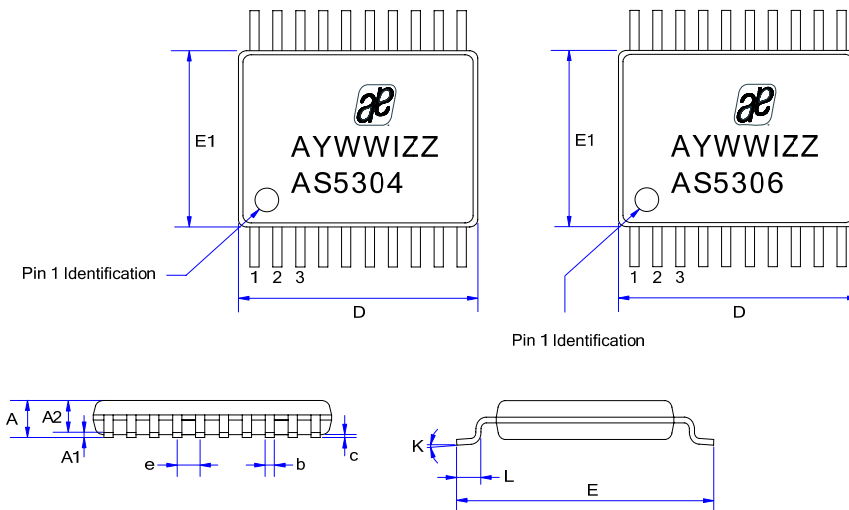 E1
AYWWIZZ
AS5304
Pin 1 Identification
1 2 3
D
E1
AYWWIZZ
AS5306
1 2 3
D
Pin 1 Identification
A
A2
A1
e
b
c
K
L
E